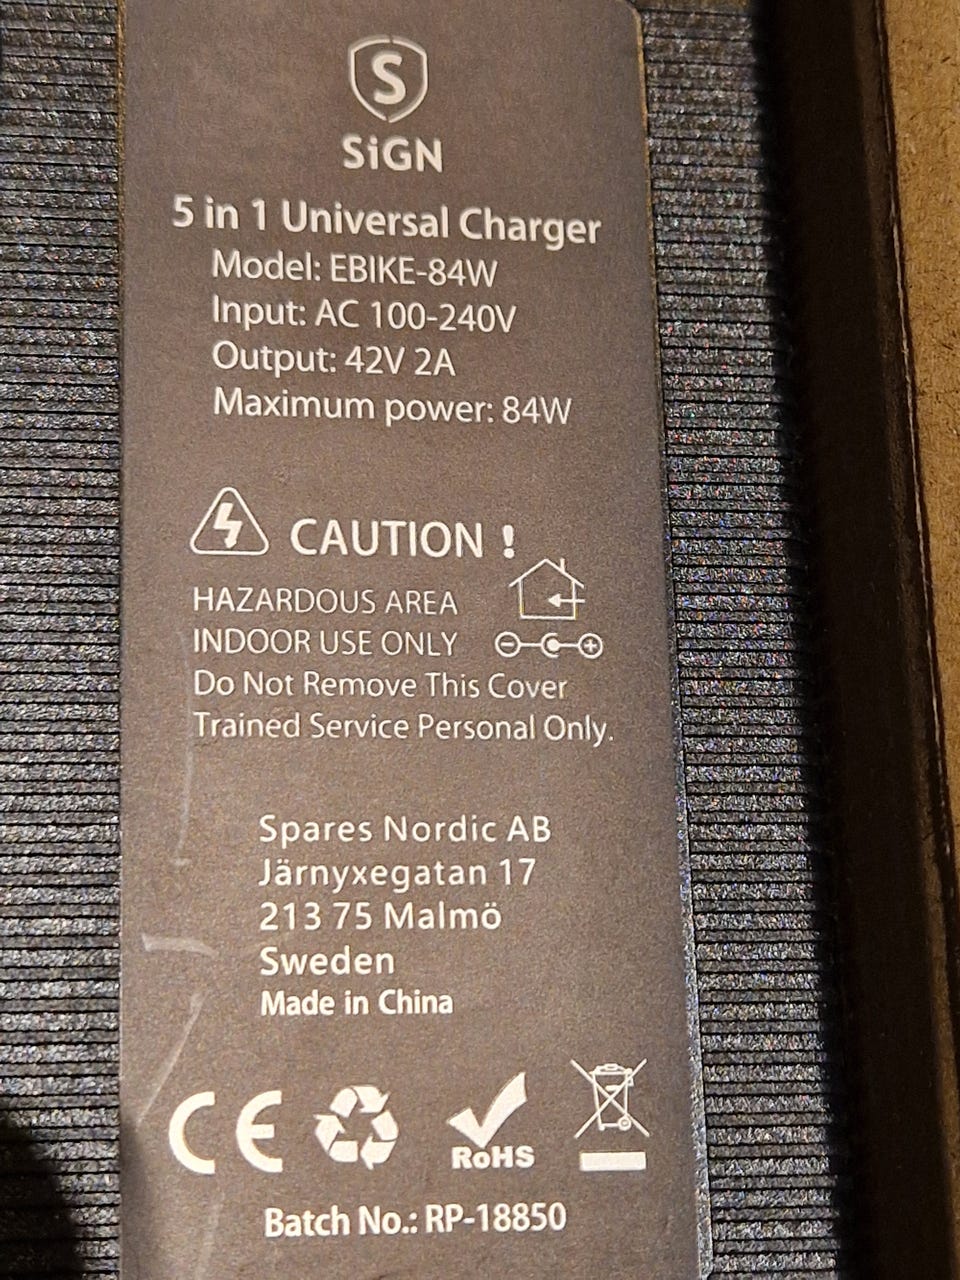 S
SiGN
5 in 1 Universal Charger
Model: EBIKE-84W
Input: AC 100-240V
Output: 42V 2A
Maximum power: 84W
CAUTION !
HAZARDOUS AREA
INDOOR USE ONLY
Do Not Remove This Cover
Trained Service Personal Only.
Spares Nordic AB
Järnyxegatan 17
213 75 Malmö
Sweden
Made in China
CE
RoHS
Batch No.: RP-18850